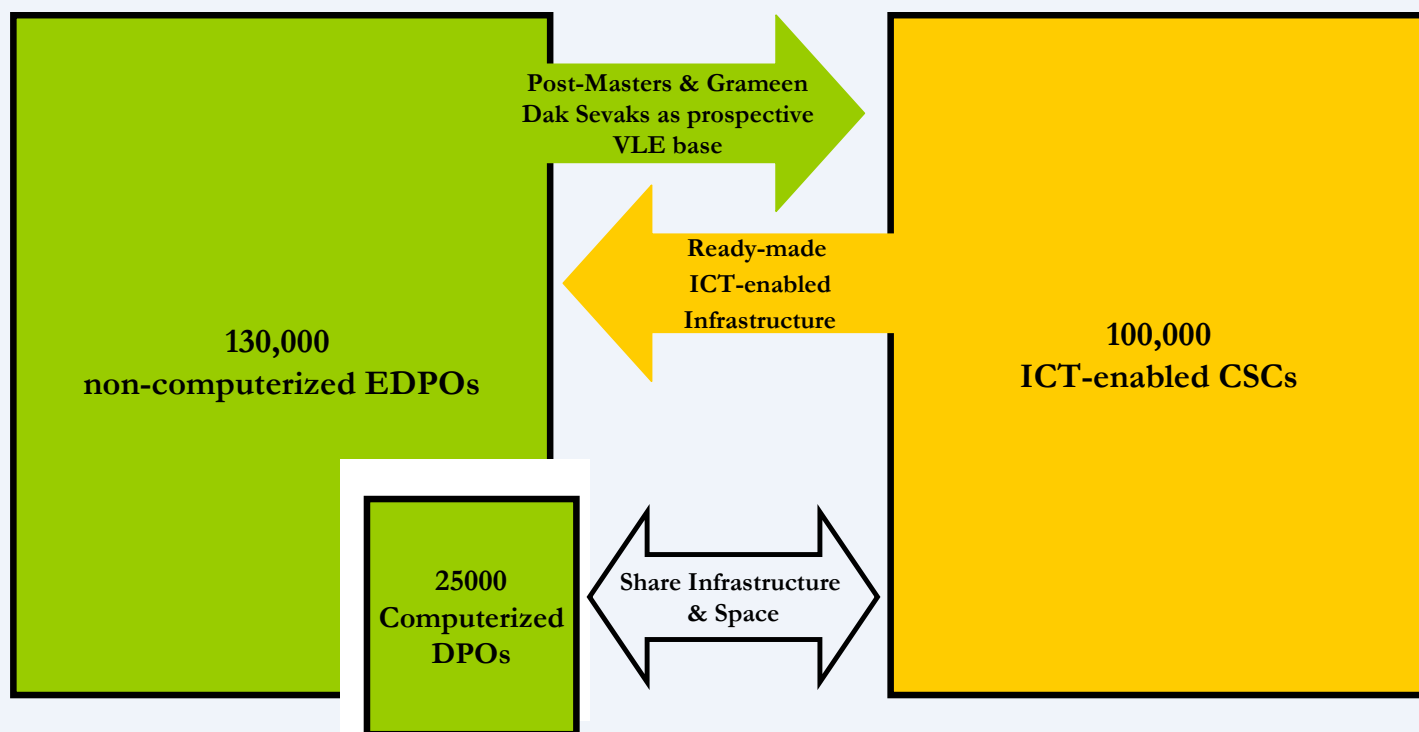 Post-Masters & Grameen
Dak Sevaks as prospective
VLE base
Ready-made
ICT-enabled
Infrastructure
130,000
non-computerized EDPOs
100,000
ICT-enabled CSCs
25000
Computerized
DPOs
Share Infrastructure
& Space